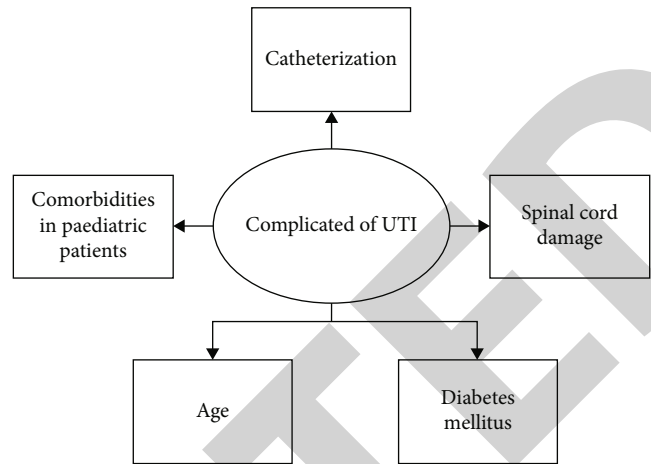 Catheterization
Comorbidities
in paediatric
patients
Complicated of UTI
Spinal cord
damage
Age
Diabetes
mellitus